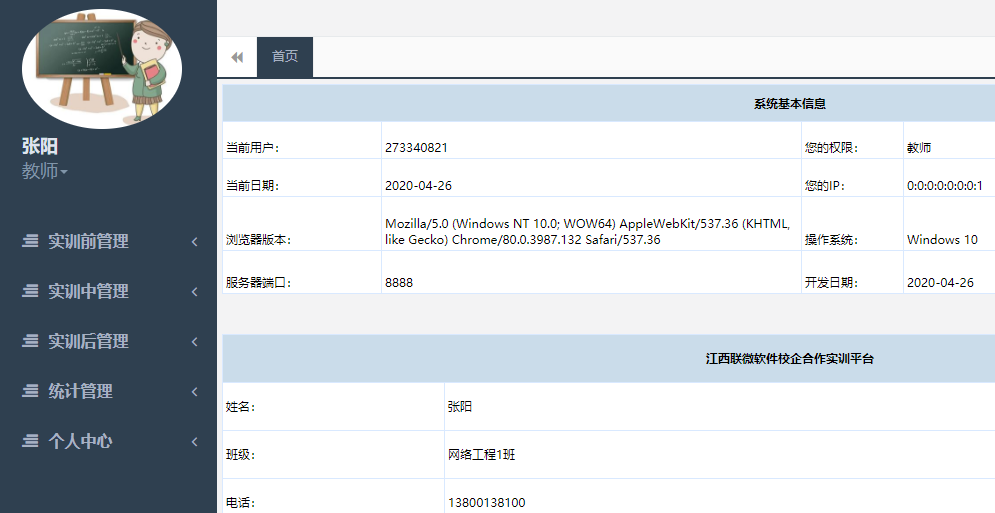 张阳
教师
实训前管理
实训中管理
实训后管理
统计管理
个人中心
首页
系统基本信息
当前用户： 273340821 您的权限： 教师
当前日期： 2020-04-26 您的IP： 0:0:0:0:0:0:0:1
浏览器版本： Mozilla/5.0 (Windows NT 10.0; WOW64) AppleWebKit/537.36 (KHTML,
like Gecko) Chrome/80.0.3987.132 Safari/537.36 操作系统： Windows 10
服务器端口： 8888 开发日期： 2020-04-26
江西联微软件校企合作实训平台
姓名： 张阳
班级： 网络工程1班
电话： 13800138100